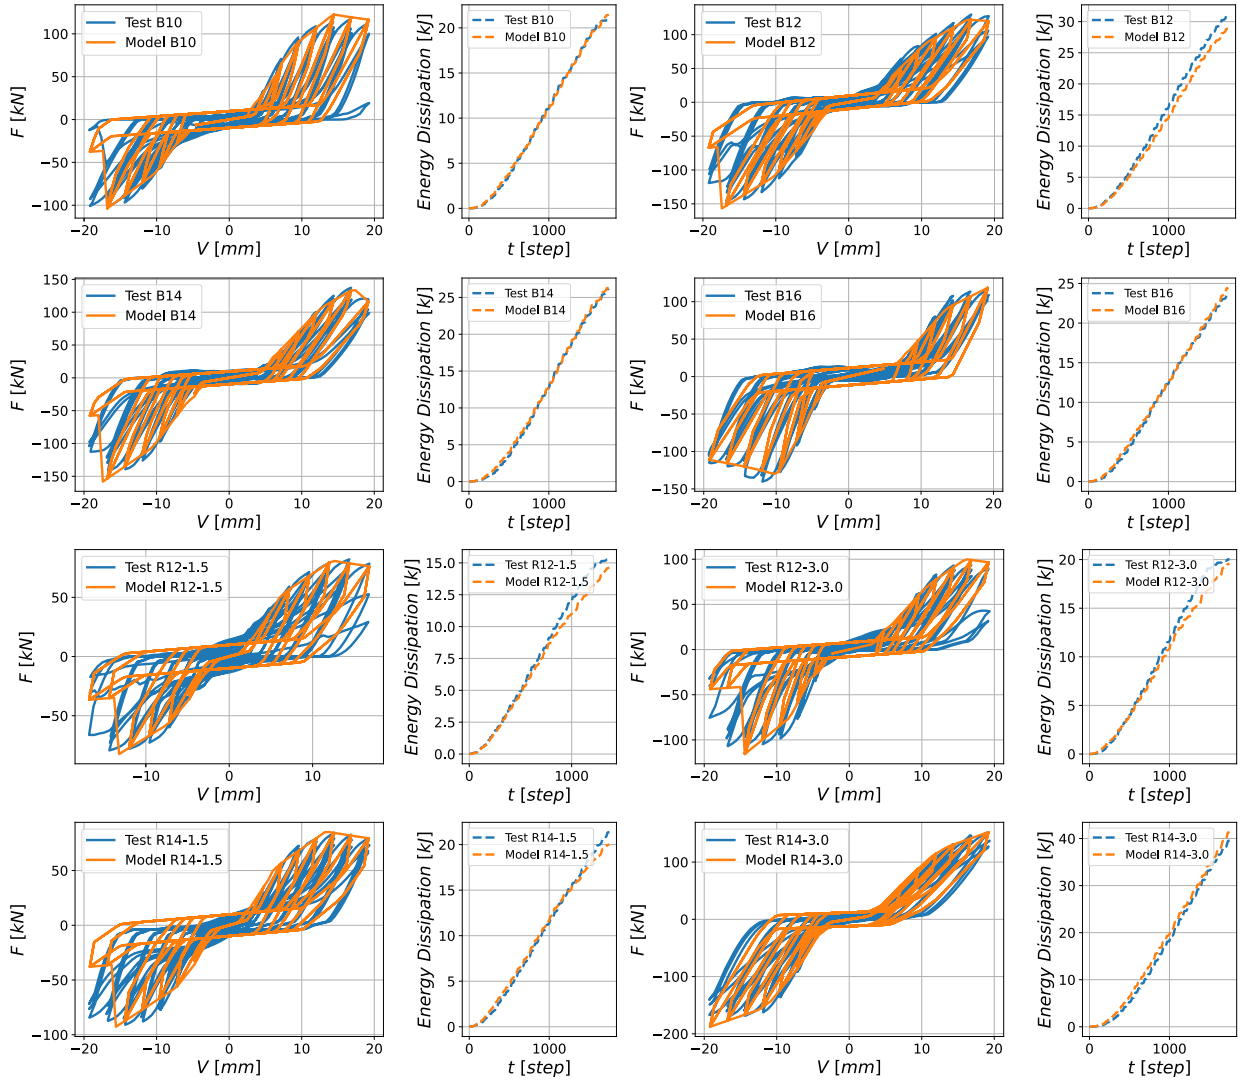 Test B10
Model B10
F [kN]
100
50
0
−50
−100
−20
−10
0
10
20
V [mm]
Test B10
Model B10
Energy Dissipation [kJ]
20
15
10
5
0
0
1000
t [step]
Test B12
Model B12
F [kN]
100
50
0
−50
−100
−150
−20
−10
0
10
20
V [mm]
Test B12
Model B12
Energy Dissipation [kJ]
30
25
20
15
10
5
0
0
1000
t [step]
Test B14
Model B14
F [kN]
150
100
50
0
−50
−100
−150
−20
−10
0
10
20
V [mm]
Test B14
Model B14
Energy Dissipation [kJ]
25
20
15
10
5
0
0
1000
t [step]
Test B16
Model B16
F [kN]
100
50
0
−50
−100
−150
−20
−10
0
10
20
V [mm]
Test B16
Model B16
Energy Dissipation [kJ]
25
20
15
10
5
0
0
1000
t [step]
Test R12-1.5
Model R12-1.5
F [kN]
50
0
−50
−10
0
10
V [mm]
Test R12-1.5
Model R12-1.5
Energy Dissipation [kJ]
15.0
12.5
10.0
7.5
5.0
2.5
0.0
0
1000
t [step]
Test R12-3.0
Model R12-3.0
F [kN]
100
50
0
−50
−100
−20
−10
0
10
20
V [mm]
Test R12-3.0
Model R12-3.0
Energy Dissipation [kJ]
20
15
10
5
0
0
1000
t [step]
Test R14-1.5
Model R14-1.5
F [kN]
50
0
−50
−100
−20
−10
0
10
20
V [mm]
Test R14-1.5
Model R14-1.5
Energy Dissipation [kJ]
20
15
10
5
0
0
1000
t [step]
Test R14-3.0
Model R14-3.0
F [kN]
100
0
−100
−200
−20
−10
0
10
20
V [mm]
Test R14-3.0
Model R14-3.0
Energy Dissipation [kJ]
40
30
20
10
0
0
1000
t [step]